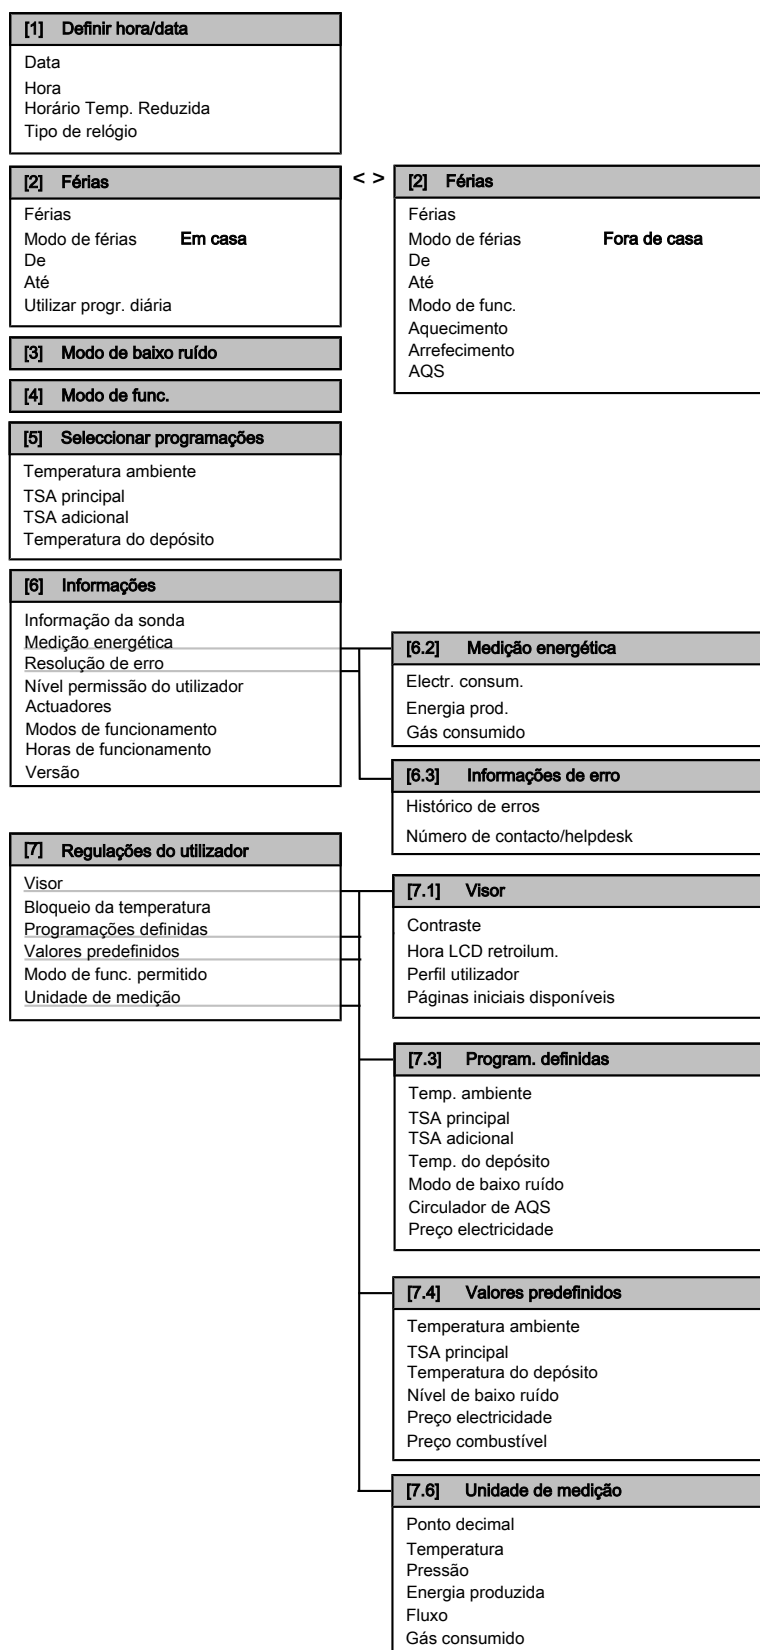 [1] Definir hora/data
Data
Hora
Horário Temp. Reduzida
Tipo de relógio
[2] Férias
Férias
Modo de férias Em casa
De
Até
Utilizar progr. diária
< >
[2] Férias
Férias
Modo de férias Fora de casa
De
Até
Modo de func.
Aquecimento
Arrefecimento
AQS
[3] Modo de baixo ruído
[4] Modo de func.
[5] Seleccionar programações
Temperatura ambiente
TSA principal
TSA adicional
Temperatura do depósito
[6] Informações
Informação da sonda
Medição energética
Resolução de erro
Nível permissão do utilizador
Actuadores
Modos de funcionamento
Horas de funcionamento
Versão
[6.2] Medição energética
Electr. consum.
Energia prod.
Gás consumido
[6.3] Informações de erro
Histórico de erros
Número de contacto/helpdesk
[7] Regulações do utilizador
Visor
Bloqueio da temperatura
Programações definidas
Valores predefinidos
Modo de func. permitido
Unidade de medição
[7.1] Visor
Contraste
Hora LCD retroilum.
Perfil utilizador
Páginas iniciais disponíveis
[7.3] Program. definidas
Temp. ambiente
TSA principal
TSA adicional
Temp. do depósito
Modo de baixo ruído
Circulador de AQS
Preço electricidade
[7.4] Valores predefinidos
Temperatura ambiente
TSA principal
Temperatura do depósito
Nível de baixo ruído
Preço electricidade
Preço combustível
[7.6] Unidade de medição
Ponto decimal
Temperatura
Pressão
Energia produzida
Fluxo
Gás consumido